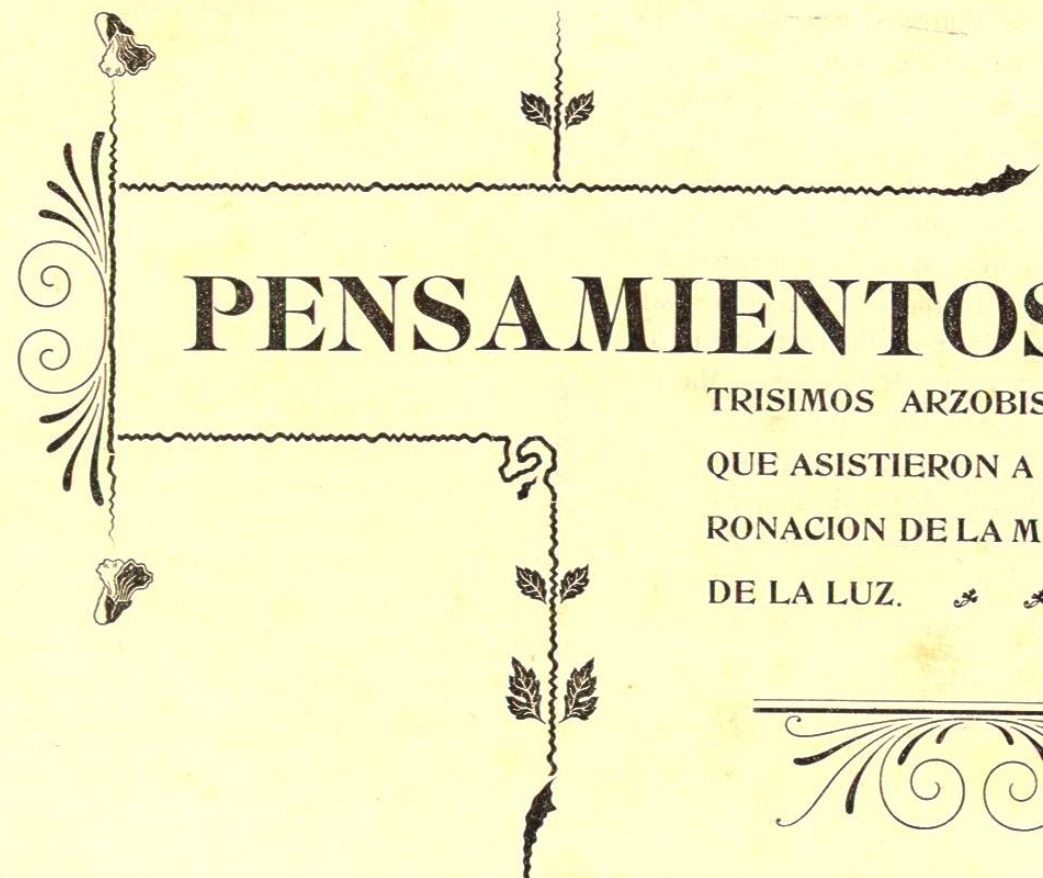 PENSAMIENTOS
TRISIMOS ARZOBIS
QUE ASISTIERON A
RONACION DE LA M
DE LA LUZ.